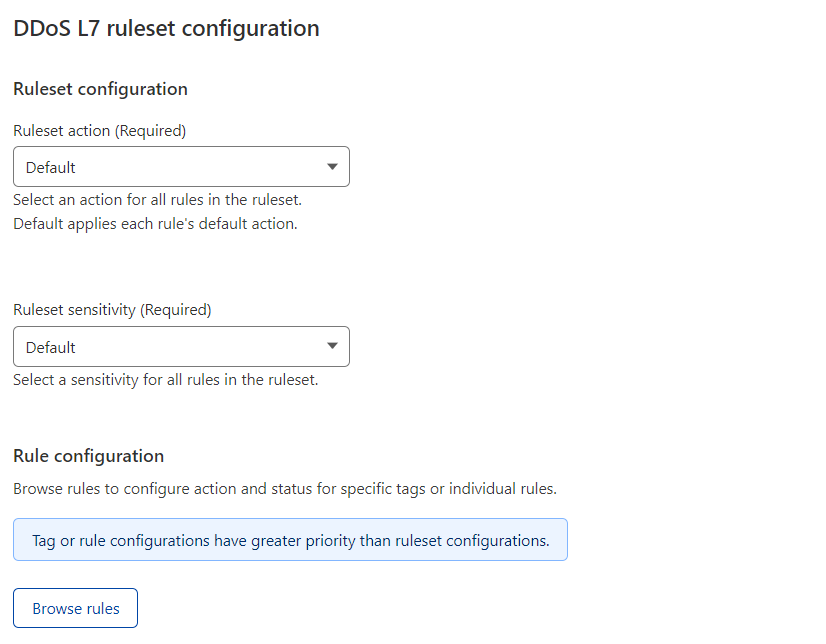 DDoS L7 ruleset configuration
Ruleset configuration
Ruleset action (Required)
Default
Select an action for all rules in the ruleset.
Default applies each rule's default action.
Ruleset sensitivity (Required)
Default
Select a sensitivity for all rules in the ruleset.
Rule configuration
Browse rules to configure action and status for specific tags or individual rules.
Tag or rule configurations have greater priority than ruleset configurations.
Browse rules